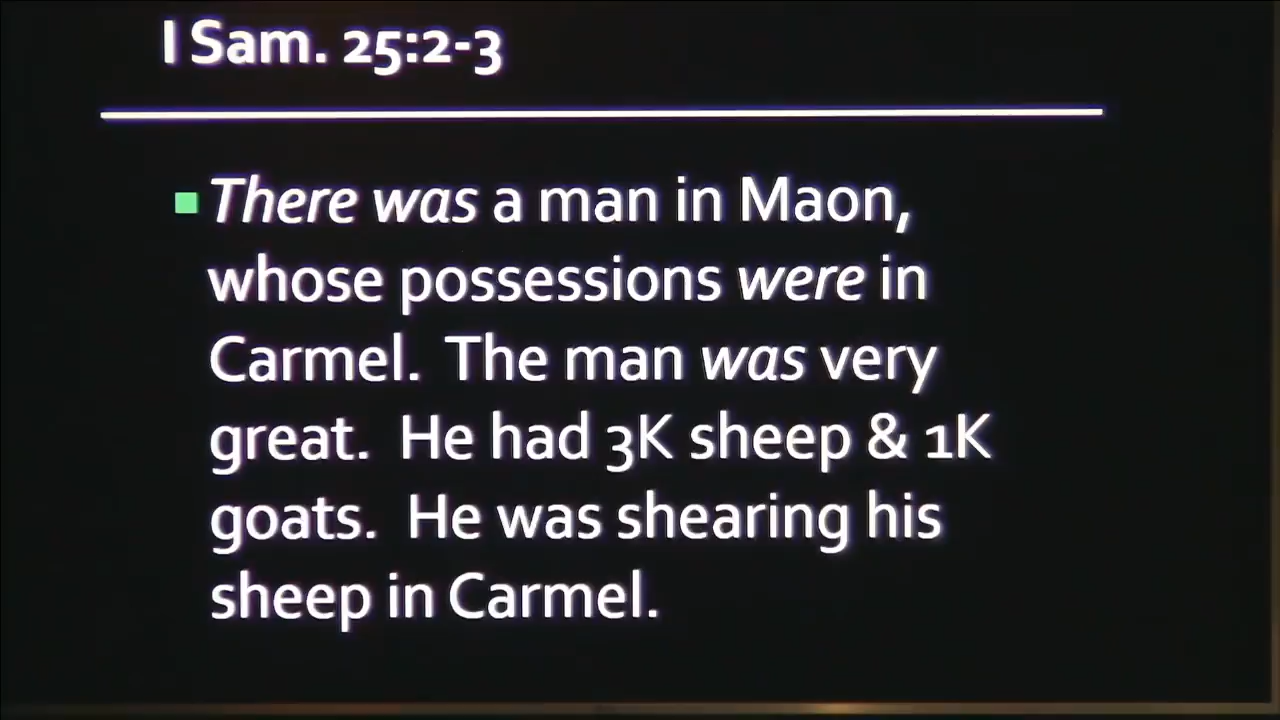 I Sam. 25:2-3
There was a man in Maon,
whose possessions were in
Carmel. The man was very
great. He had 3K sheep & 1K
goats. He was shearing his
sheep in Carmel.